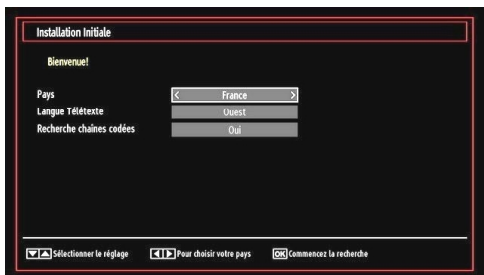 Installation Initiale
Bienvenue!
Pays < France >
Langue Télétexte Ouest
Recherche chaines codées Oui
Sélectionner le réglage Pour choisir votre pays OK Commencez la recherche